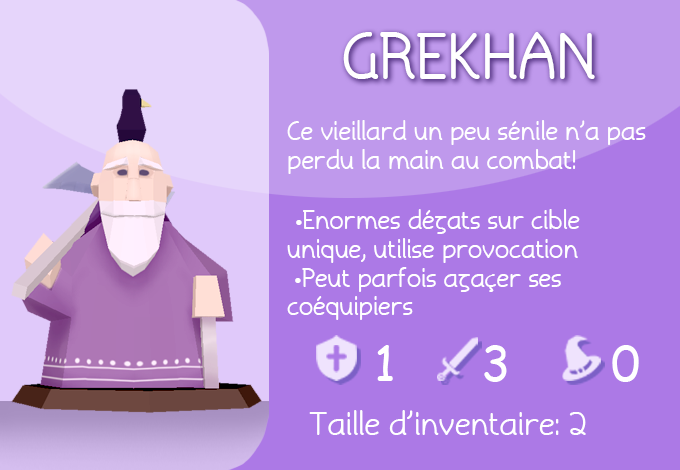 GREKHAN
Ce vieillard un peu sénile n'a pas
perdu la main au combat!
•Enormes dégats sur cible
unique, utilise provocation
•Peut parfois agaçer ses
coéquipiers
1 3 0
Taille d'inventaire: 2